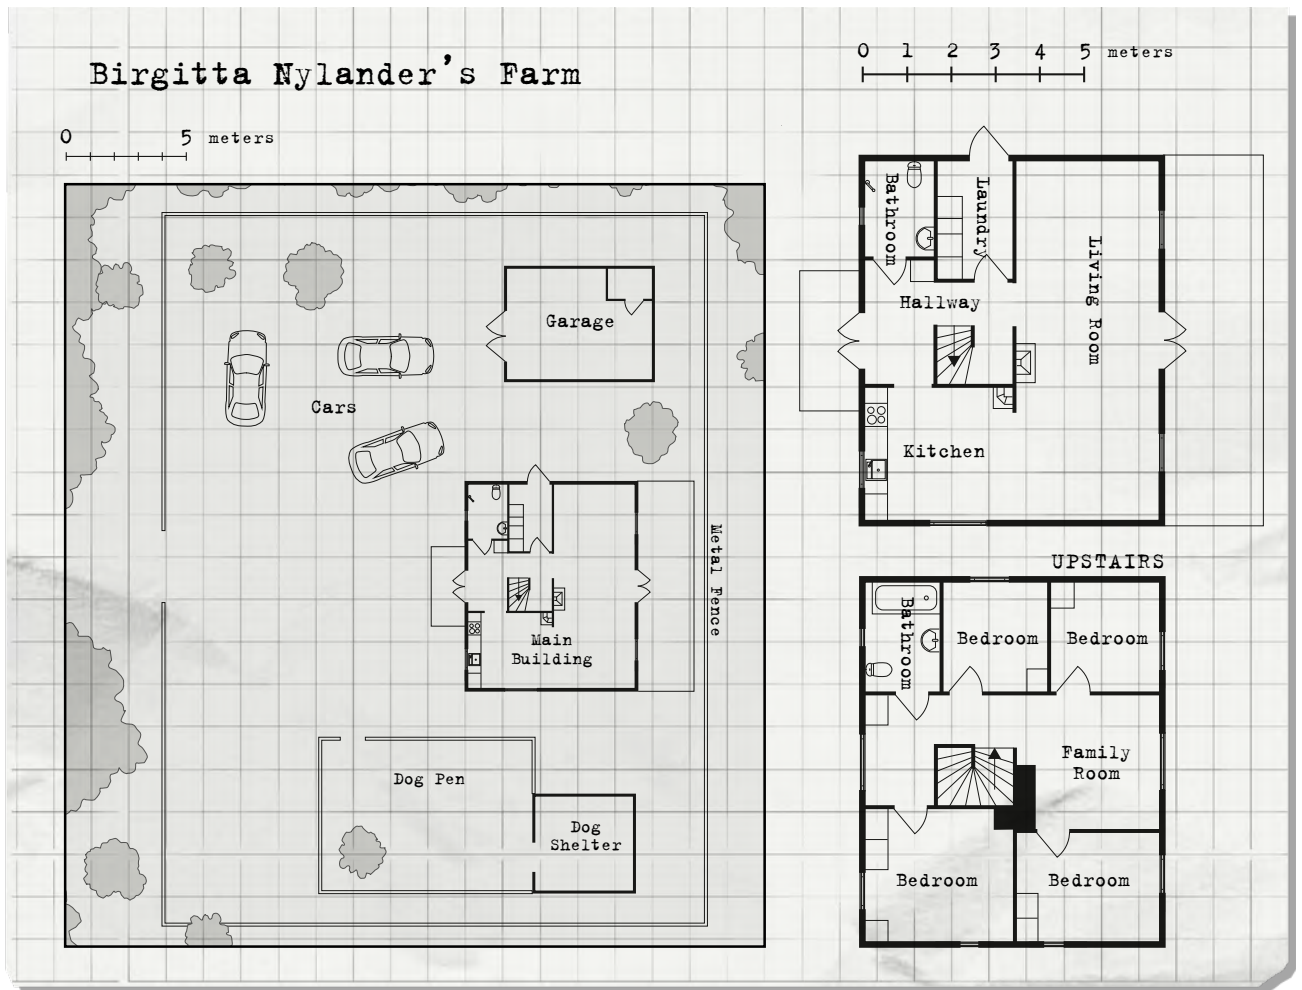 Birgitta Nylander's Farm
0 5 meters
Garage
Cars
Metal Fence
Main
Building
Dog Pen
Dog
Shelter
0 1 2 3 4 5 meters
Bathroom
Laundry
Living Room
Hallway
Kitchen
UPSTAIRS
Bathroom
Bedroom
Bedroom
Family
Room
Bedroom
Bedroom